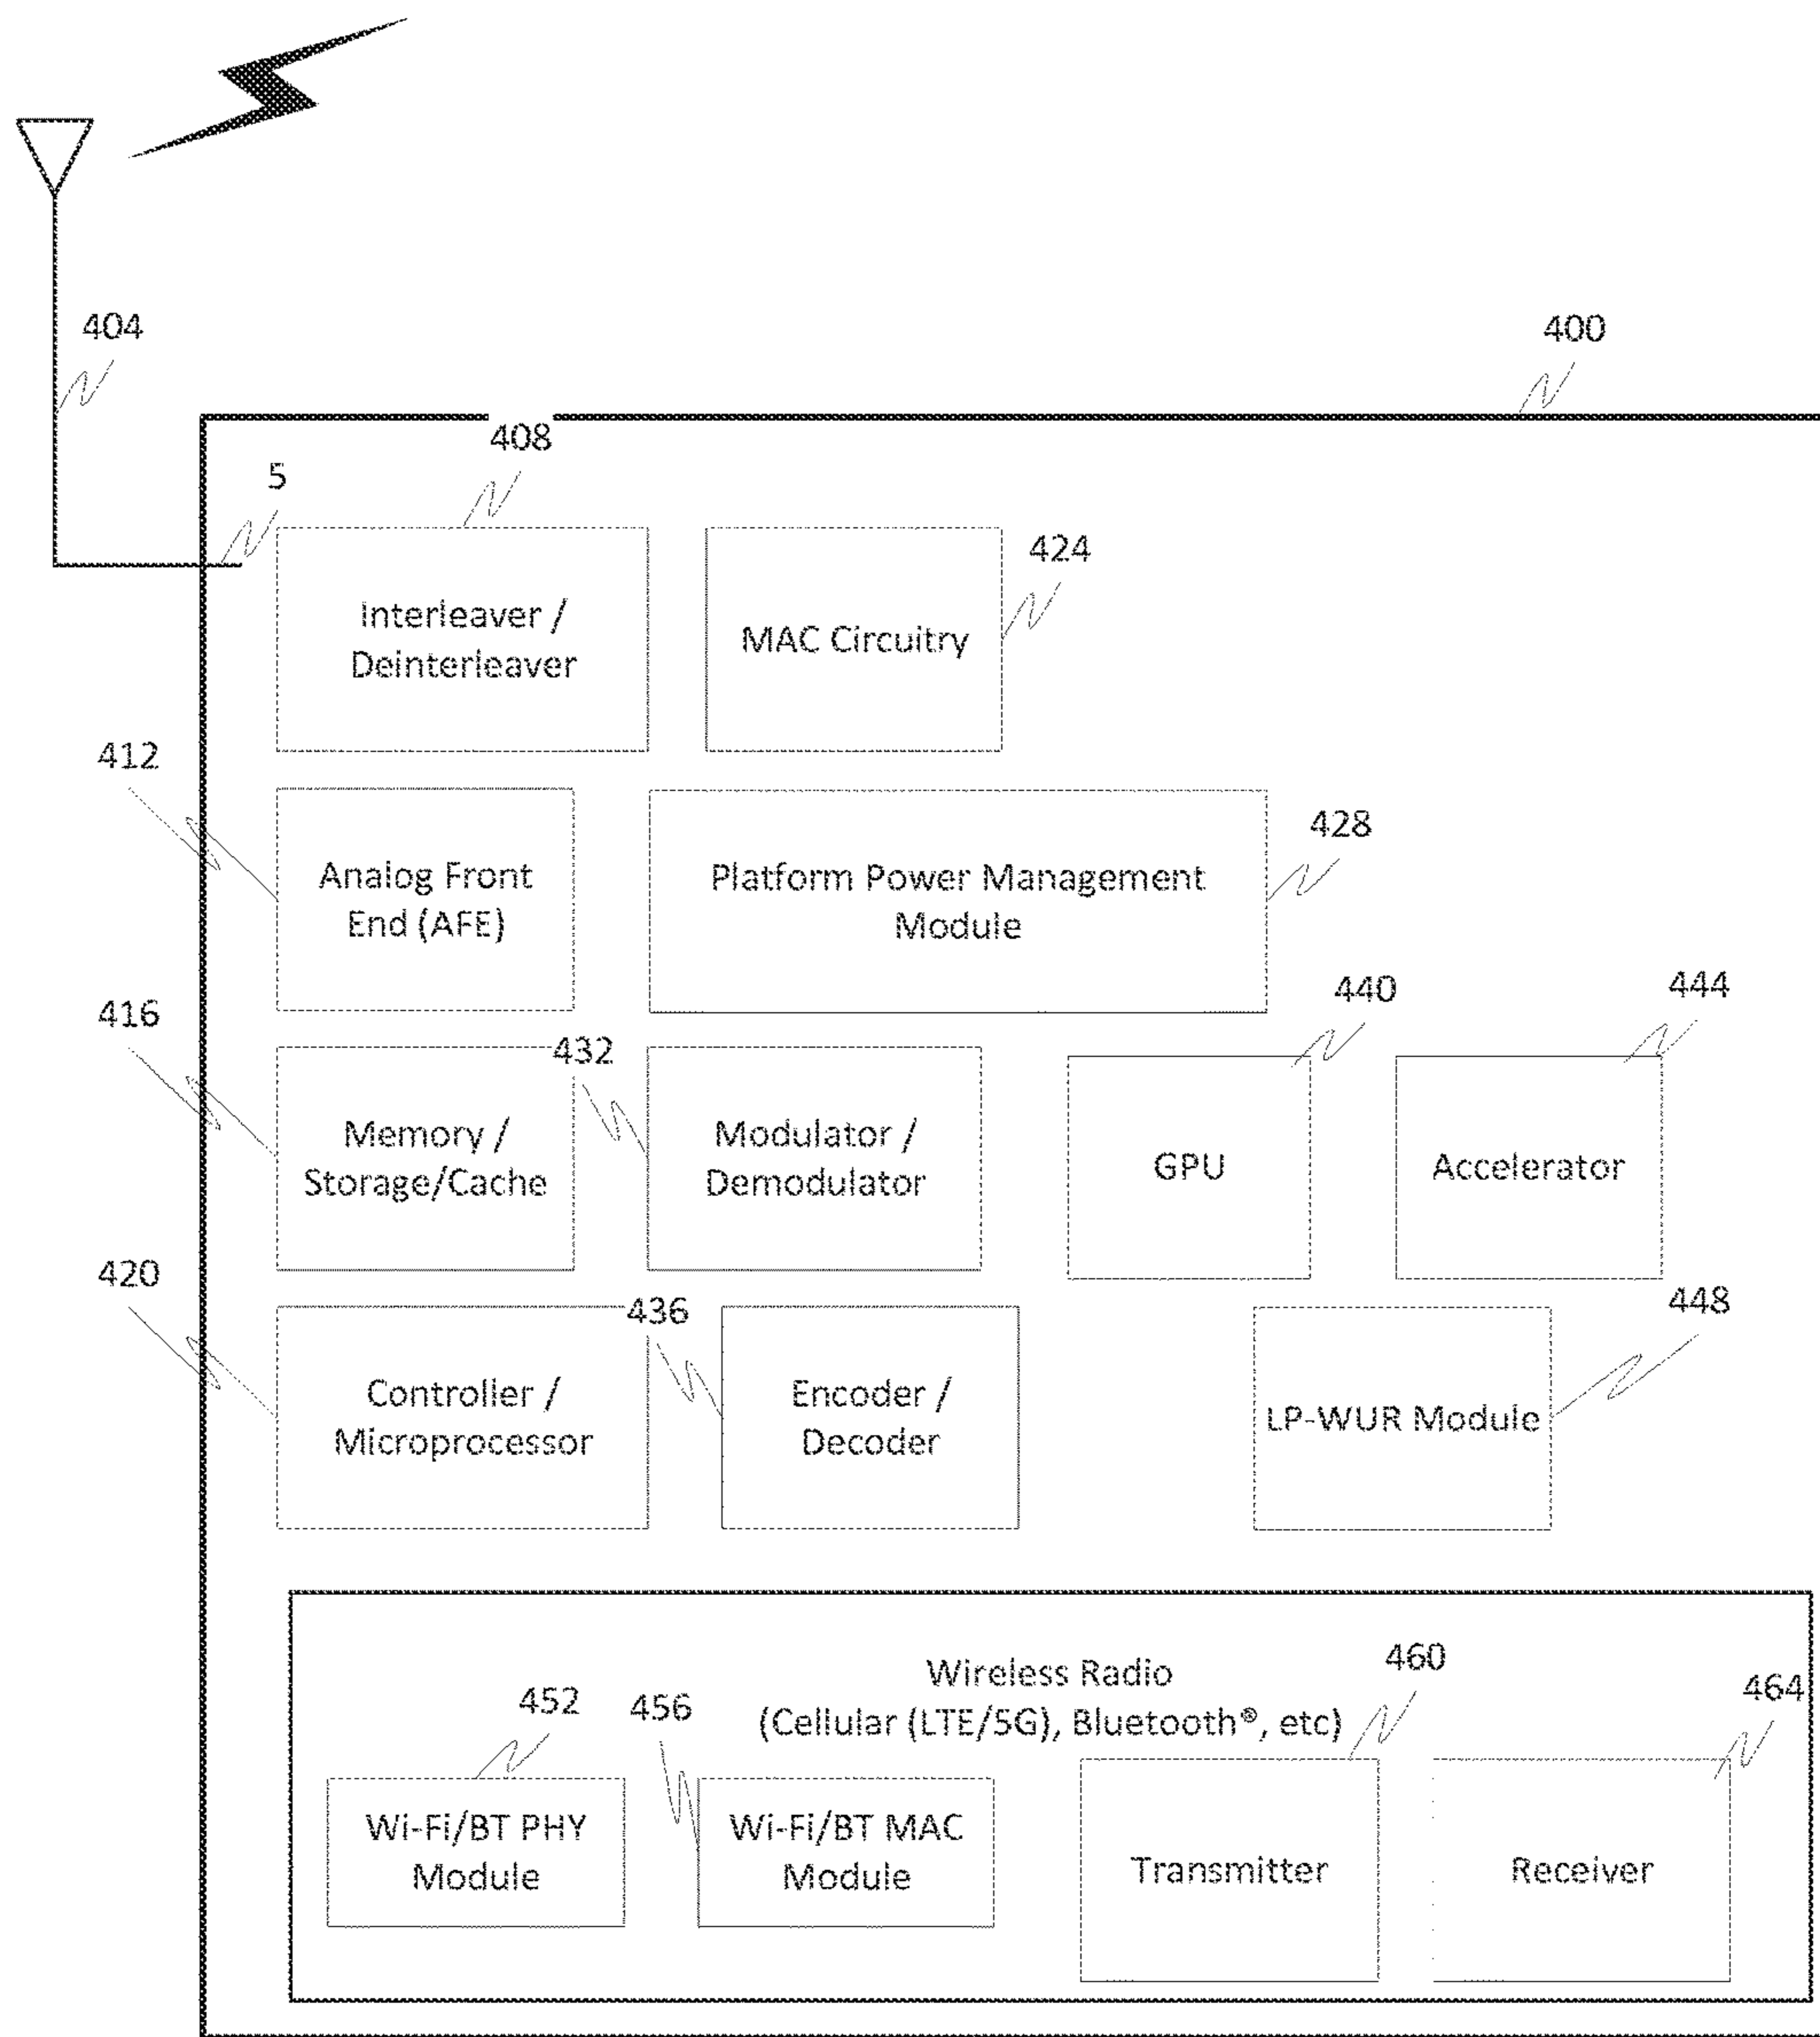 404
400
408
5
Interleaver /
Deinterleaver
MAC Circuitry
424
412
Analog Front
End (AFE)
Platform Power Management
Module
428
416
Memory /
Storage/Cache
432
Modulator /
Demodulator
440
GPU
444
Accelerator
420
Controller /
Microprocessor
436
Encoder /
Decoder
448
LP-WUR Module
Wireless Radio
(Cellular (LTE/5G), Bluetooth®, etc)
452
Wi-Fi/BT PHY
Module
456
Wi-Fi/BT MAC
Module
460
Transmitter
464
Receiver